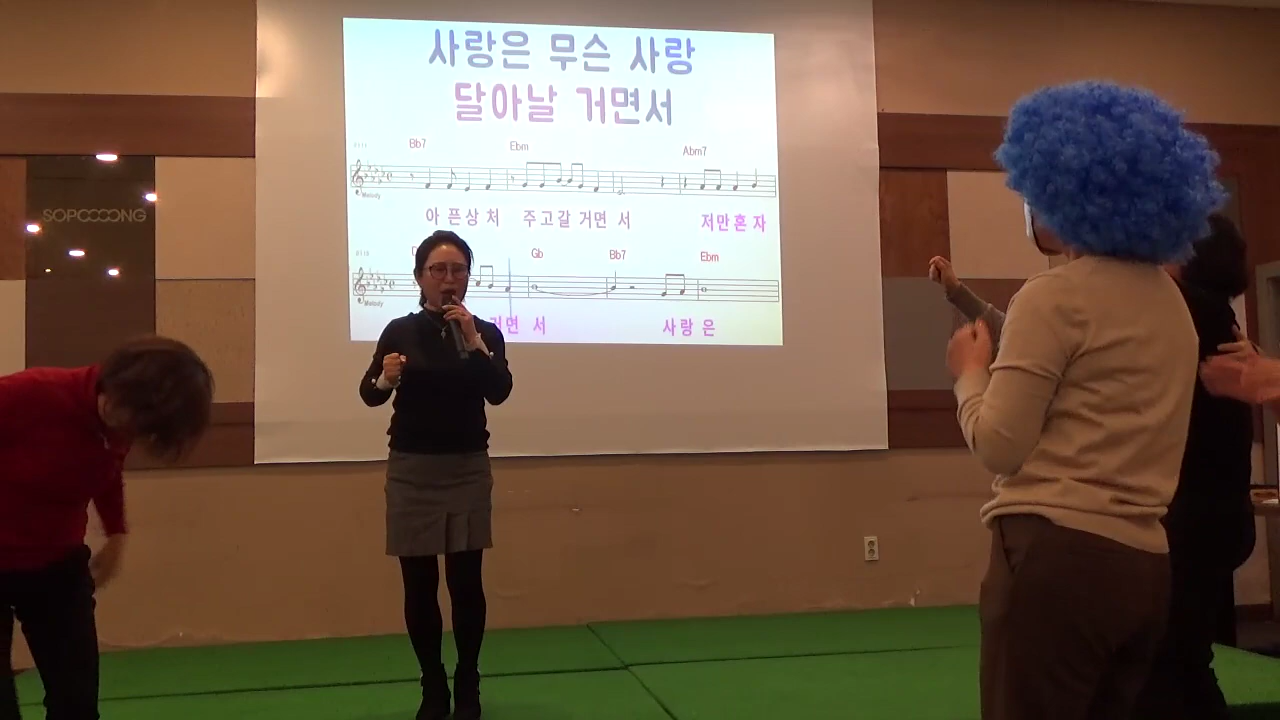 사랑은 무슨 사랑
달아날 거면서
Bb7 Ebm Abm7
Melody
아 픈상 처 주고갈 거면 서 저만 혼 자
Gb Bb7 Ebm
Melody
거면 서 사랑 은
SOPOOOONG